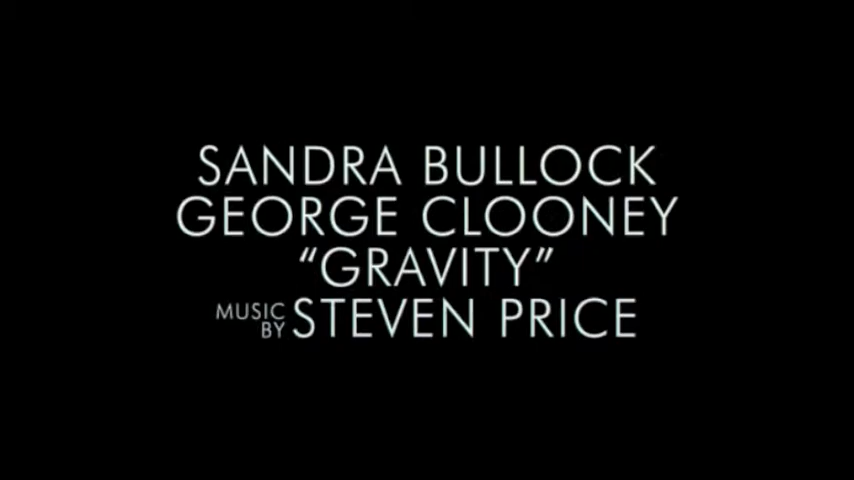 SANDRA BULLOCK
GEORGE CLOONEY
“GRAVITY”
MUSIC BY STEVEN PRICE